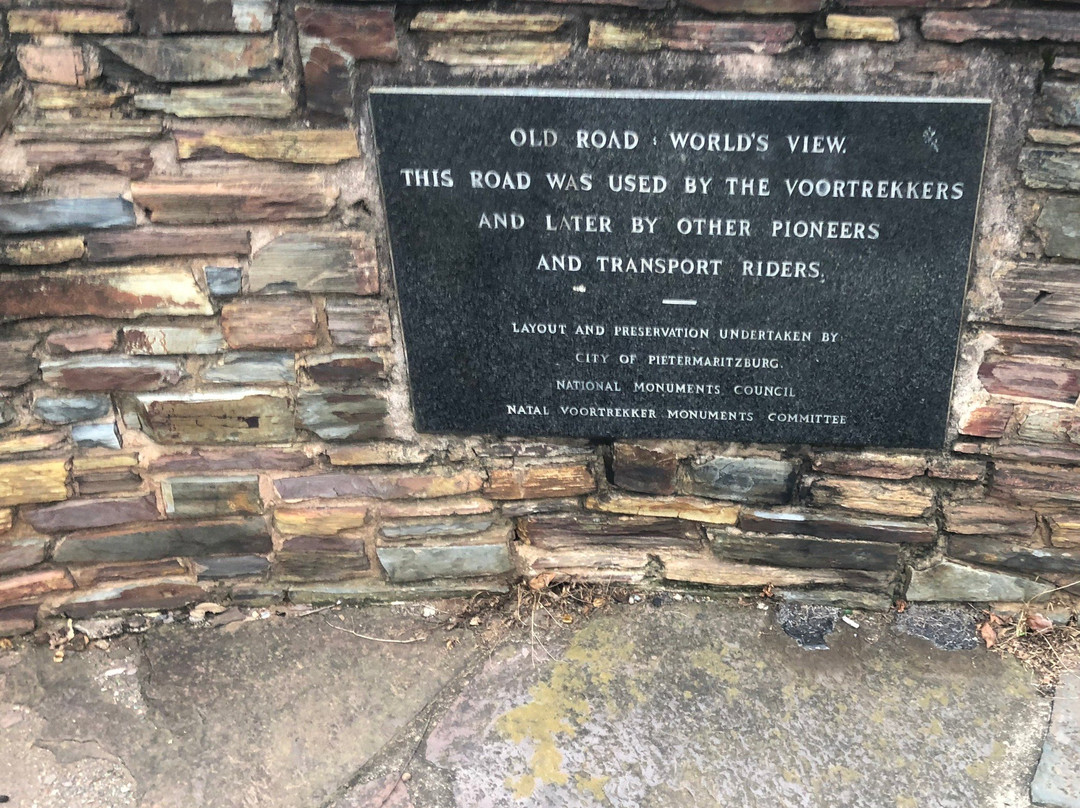 OLD ROAD : WORLD'S VIEW.
THIS ROAD WAS USED BY THE VOORTREKKERS
AND LATER BY OTHER PIONEERS
AND TRANSPORT RIDERS.
LAYOUT AND PRESERVATION UNDERTAKEN BY
CITY OF PIETERMARITZBURG.
NATIONAL MONUMENTS COUNCIL
NATAL VOORTREKKER MONUMENTS COMMITTEE